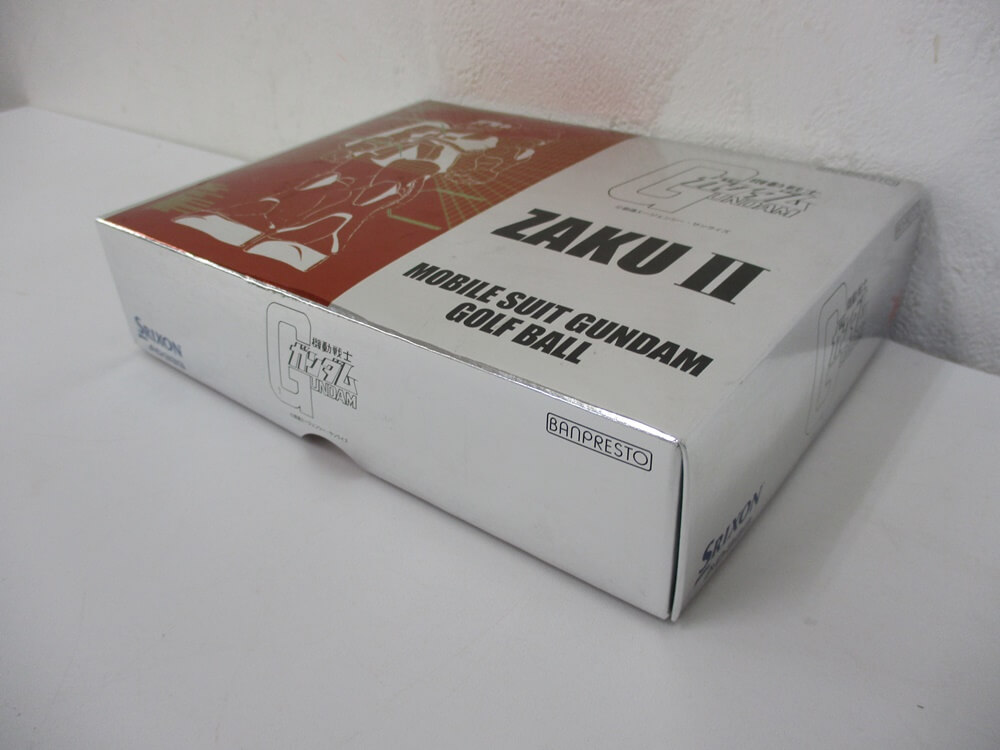 機動戦士
ガンダム
GUNDAM
ZAKU II
MOBILE SUIT GUNDAM
GOLF BALL
SRIXON
機動戦士
ガンダム
GUNDAM
BANPRESTO
SRIXON